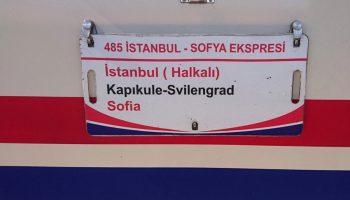 485 İSTANBUL - SOFYA EKSPRESİ
İstanbul ( Halkalı)
Kapıkule-Svilengrad
Sofia